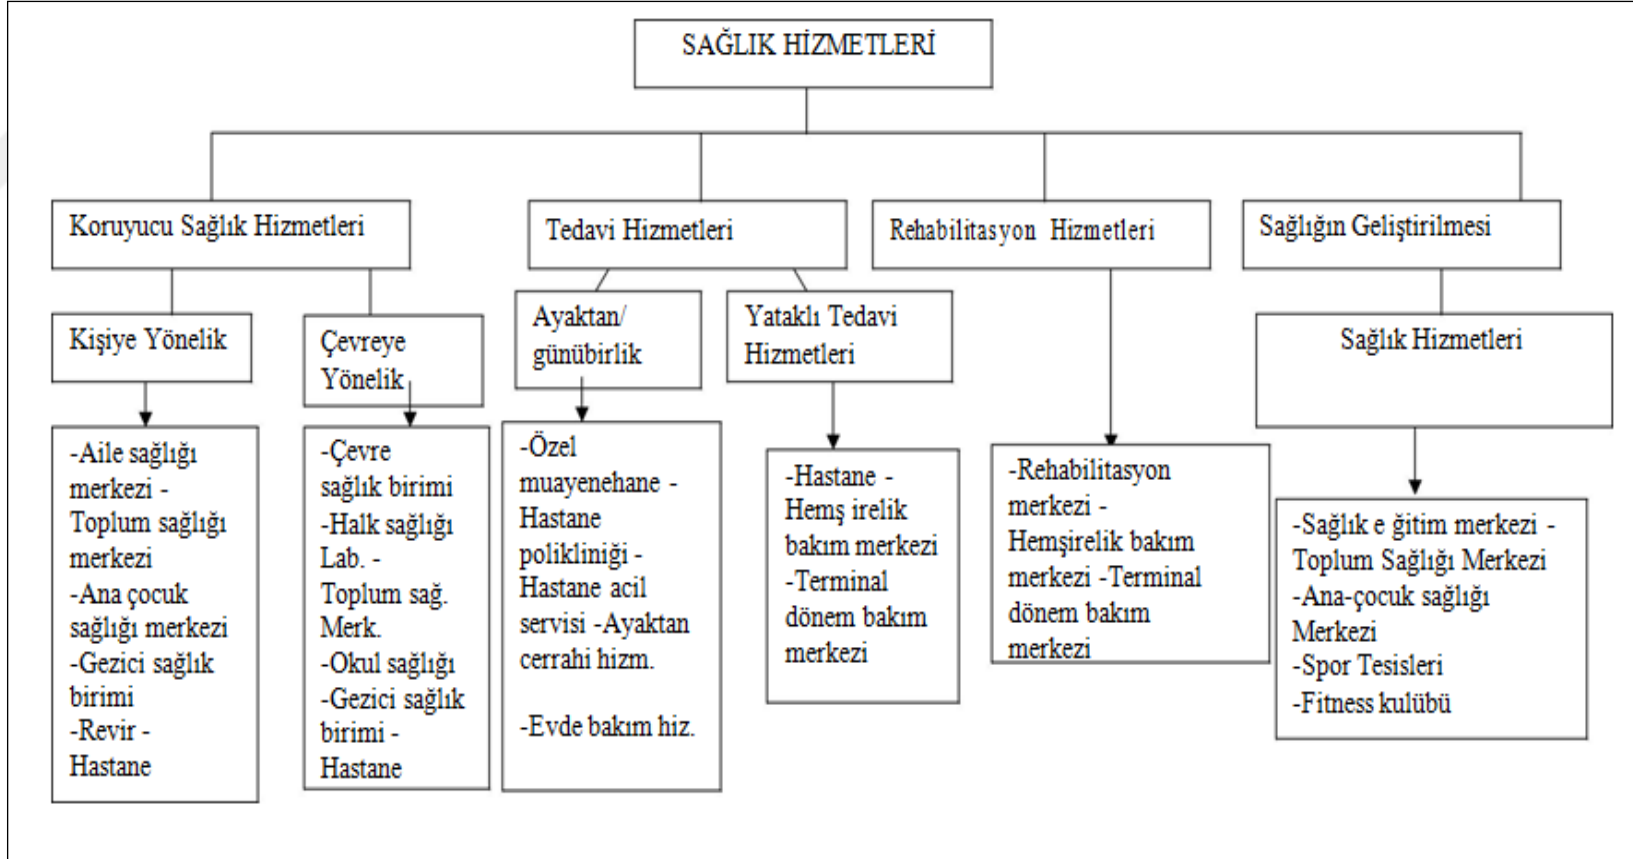 SAĞLIK HİZMETLERİ
Koruyucu Sağlık Hizmetleri
Tedavi Hizmetleri
Rehabilitasyon Hizmetleri
Sağlığın Geliştirilmesi
Kişiye Yönelik
Çevreye
Yönelik
Ayaktan/
günübirlik
Yataklı Tedavi
Hizmetleri
Sağlık Hizmetleri
-Aile sağlığı
merkezi -
Toplum sağlığı
merkezi
-Ana çocuk
sağlığı merkezi
-Gezici sağlık
birimi
-Revir -
Hastane
-Çevre
sağlık birimi
-Halk sağlığı
Lab. -
Toplum sağ.
Merk.
-Okul sağlığı
-Gezici sağlık
birimi -
Hastane
-Özel
muayenehane -
Hastane
polikliniği -
Hastane acil
servisi -Ayaktan
cerrahi hizm.
-Evde bakım hiz.
-Hastane -
Hemş irelik
bakım merkezi
-Terminal
dönem bakım
merkezi
-Rehabilitasyon
merkezi -
Hemşirelik bakım
merkezi -Terminal
dönem bakım
merkezi
-Sağlık e ğitim merkezi -
Toplum Sağlığı Merkezi
-Ana-çocuk sağlığı
Merkezi
-Spor Tesisleri
-Fitness kulübü